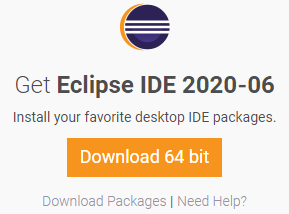 Get Eclipse IDE 2020-06
Install your favorite desktop IDE packages.
Download 64 bit
Download Packages | Need Help?